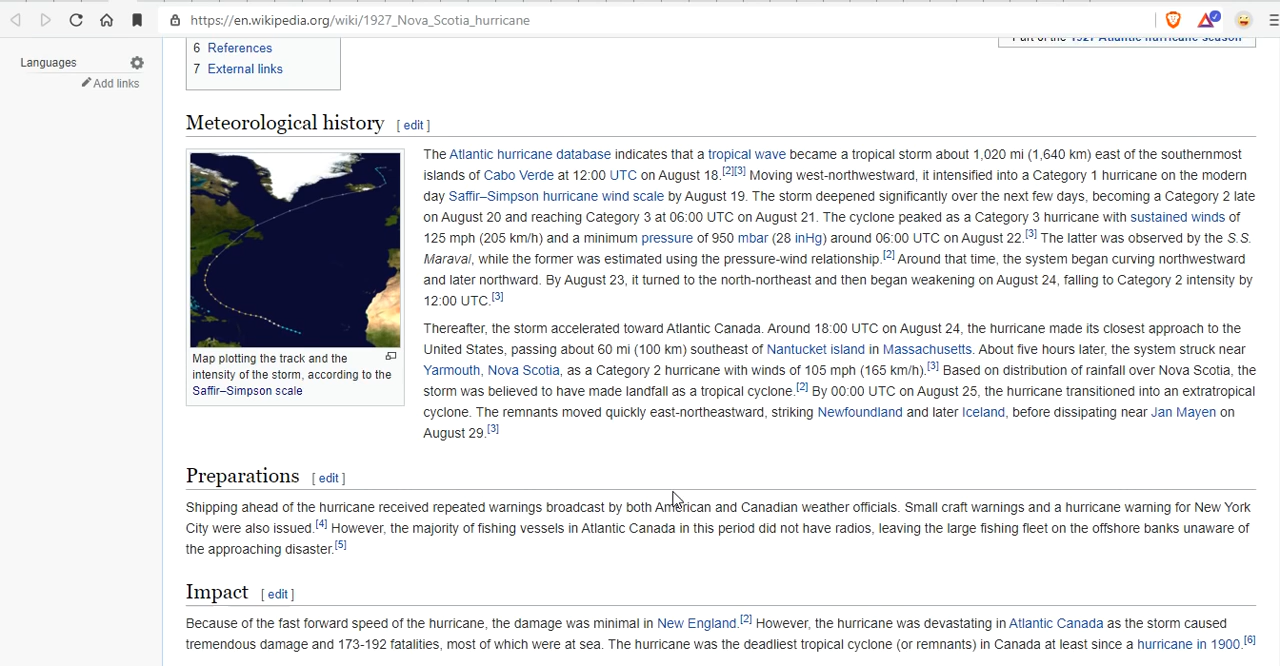 https://en.wikipedia.org/wiki/1927_Nova_Scotia_hurricane
Languages
Add links
6 References
7 External links
Part of the 1927 Atlantic hurricane season
Meteorological history [ edit ]
The Atlantic hurricane database indicates that a tropical wave became a tropical storm about 1,020 mi (1,640 km) east of the southernmost
islands of Cabo Verde at 12:00 UTC on August 18.[2][3] Moving west-northwestward, it intensified into a Category 1 hurricane on the modern
day Saffir–Simpson hurricane wind scale by August 19. The storm deepened significantly over the next few days, becoming a Category 2 late
on August 20 and reaching Category 3 at 06:00 UTC on August 21. The cyclone peaked as a Category 3 hurricane with sustained winds of
125 mph (205 km/h) and a minimum pressure of 950 mbar (28 inHg) around 06:00 UTC on August 22.[3] The latter was observed by the S.S.
Maraval, while the former was estimated using the pressure-wind relationship.[2] Around that time, the system began curving northwestward
and later northward. By August 23, it turned to the north-northeast and then began weakening on August 24, falling to Category 2 intensity by
12:00 UTC.[3]
Map plotting the track and the
intensity of the storm, according to the
Saffir–Simpson scale
Thereafter, the storm accelerated toward Atlantic Canada. Around 18:00 UTC on August 24, the hurricane made its closest approach to the
United States, passing about 60 mi (100 km) southeast of Nantucket island in Massachusetts. About five hours later, the system struck near
Yarmouth, Nova Scotia, as a Category 2 hurricane with winds of 105 mph (165 km/h).[3] Based on distribution of rainfall over Nova Scotia, the
storm was believed to have made landfall as a tropical cyclone.[2] By 00:00 UTC on August 25, the hurricane transitioned into an extratropical
cyclone. The remnants moved quickly east-northeastward, striking Newfoundland and later Iceland, before dissipating near Jan Mayen on
August 29.[3]
Preparations [ edit ]
Shipping ahead of the hurricane received repeated warnings broadcast by both American and Canadian weather officials. Small craft warnings and a hurricane warning for New York
City were also issued.[4] However, the majority of fishing vessels in Atlantic Canada in this period did not have radios, leaving the large fishing fleet on the offshore banks unaware of
the approaching disaster.[5]
Impact [ edit ]
Because of the fast forward speed of the hurricane, the damage was minimal in New England.[2] However, the hurricane was devastating in Atlantic Canada as the storm caused
tremendous damage and 173-192 fatalities, most of which were at sea. The hurricane was the deadliest tropical cyclone (or remnants) in Canada at least since a hurricane in 1900.[6]